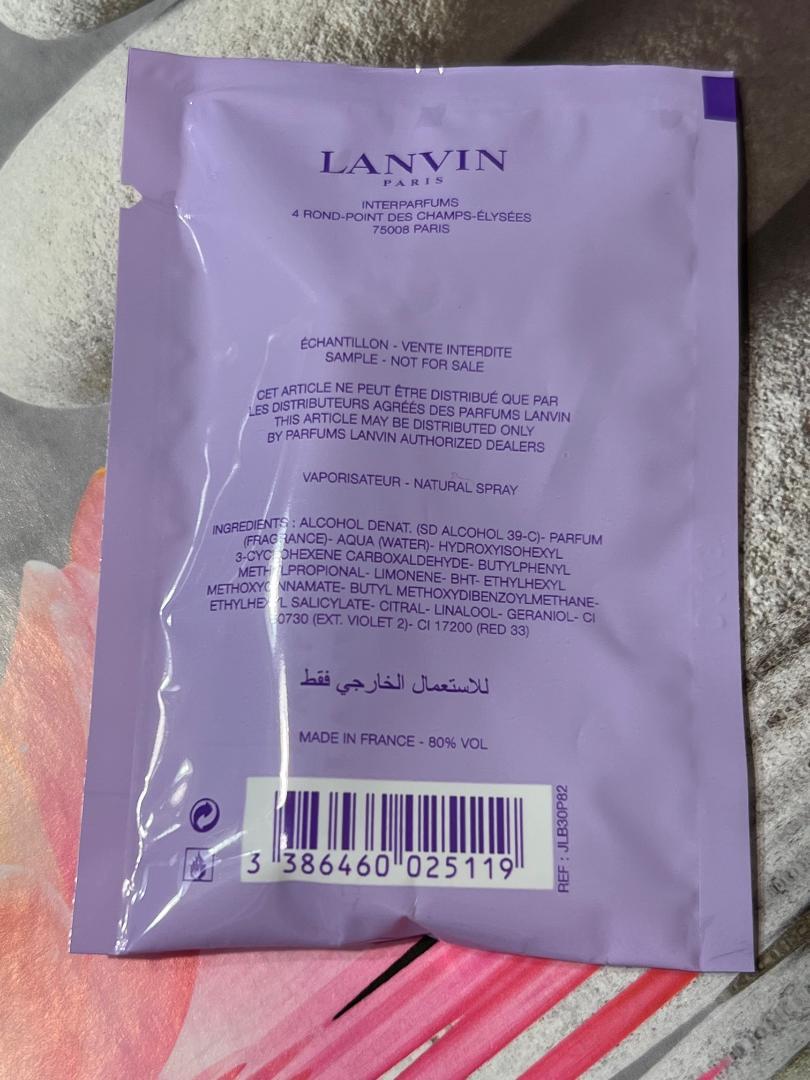 LANVIN
PARIS
INTERPARFUMS
4 ROND-POINT DES CHAMPS-ÉLYSÉES
75008 PARIS
ÉCHANTILLON - VENTE INTERDITE
SAMPLE - NOT FOR SALE
CET ARTICLE NE PEUT ÊTRE DISTRIBUÉ QUE PAR
LES DISTRIBUTEURS AGRÉÉS DES PARFUMS LANVIN
THIS ARTICLE MAY BE DISTRIBUTED ONLY
BY PARFUMS LANVIN AUTHORIZED DEALERS
VAPORISATEUR - NATURAL SPRAY
INGREDIENTS : ALCOHOL DENAT. (SD ALCOHOL 39-C)- PARFUM
(FRAGRANCE)- AQUA (WATER)- HYDROXYISOHEXYL
3-CYCLOHEXENE CARBOXALDEHYDE- BUTYLPHENYL
METHYLPROPIONAL- LIMONENE- BHT- ETHYLHEXYL
METHOXYCINNAMATE- BUTYL METHOXYDIBENZOYLMETHANE-
ETHYLHEXYL SALICYLATE- CITRAL- LINALOOL- GERANIOL- CI
60730 (EXT. VIOLET 2)- CI 17200 (RED 33)
للاستعمال الخارجي فقط
MADE IN FRANCE - 80% VOL
3 386460 025119
REF : JLB30P82